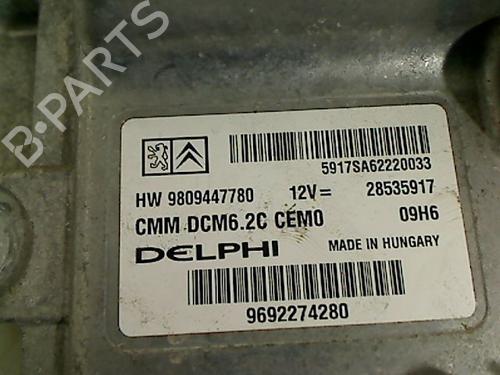 5917SA62220033
HW 9809447780 12V= 28535917
CMM DCM6.2C CEM0 09H6
DELPHI MADE IN HUNGARY
9692274280
B-PARTS